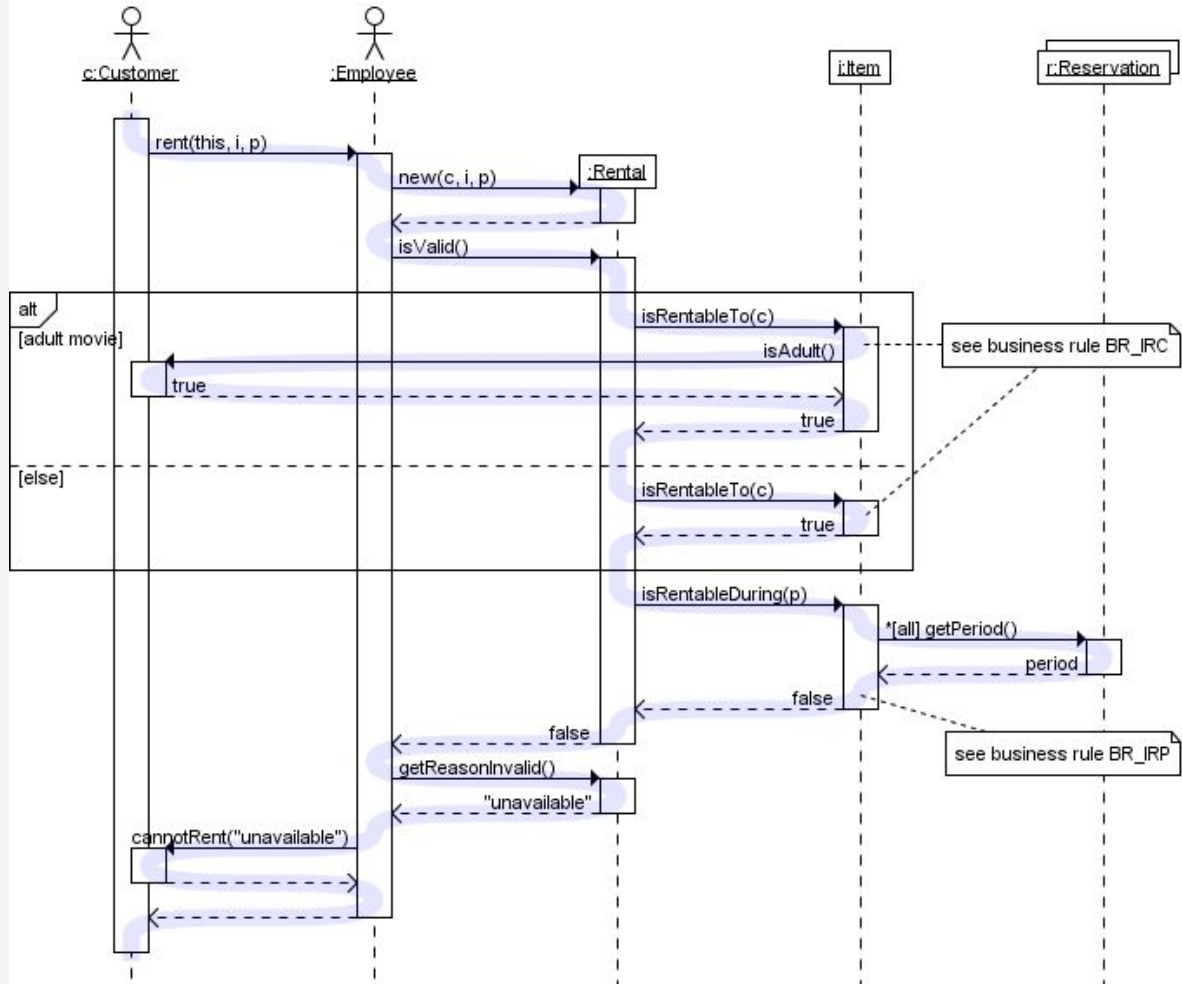 c:Customer
:Employee
i:Item
r:Reservation
rent(this, i, p)
:Rental
new(c, i, p)
isValid()
alt
isRentableTo(c)
[adult movie]
see business rule BR_IRC
isAdult()
true
true
[else]
isRentableTo(c)
true
isRentableDuring(p)
*[all] getPeriod()
period
false
false
see business rule BR_IRP
getReasonInvalid()
"unavailable"
cannotRent("unavailable")